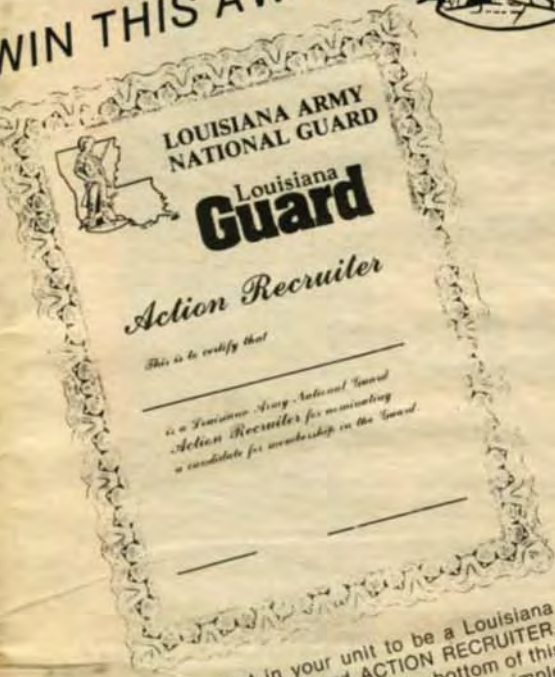 WIN THIS
LOUISIANA ARMY
NATIONAL GUARD
Louisiana
Guard
Action Recruiter
This is to certify that
is a Louisiana Army National Guard
Action Recruiter for nominating
a candidate for membership in the Guard
in your unit to be a Louisiana
ACTION RECRUITER
bottom of this